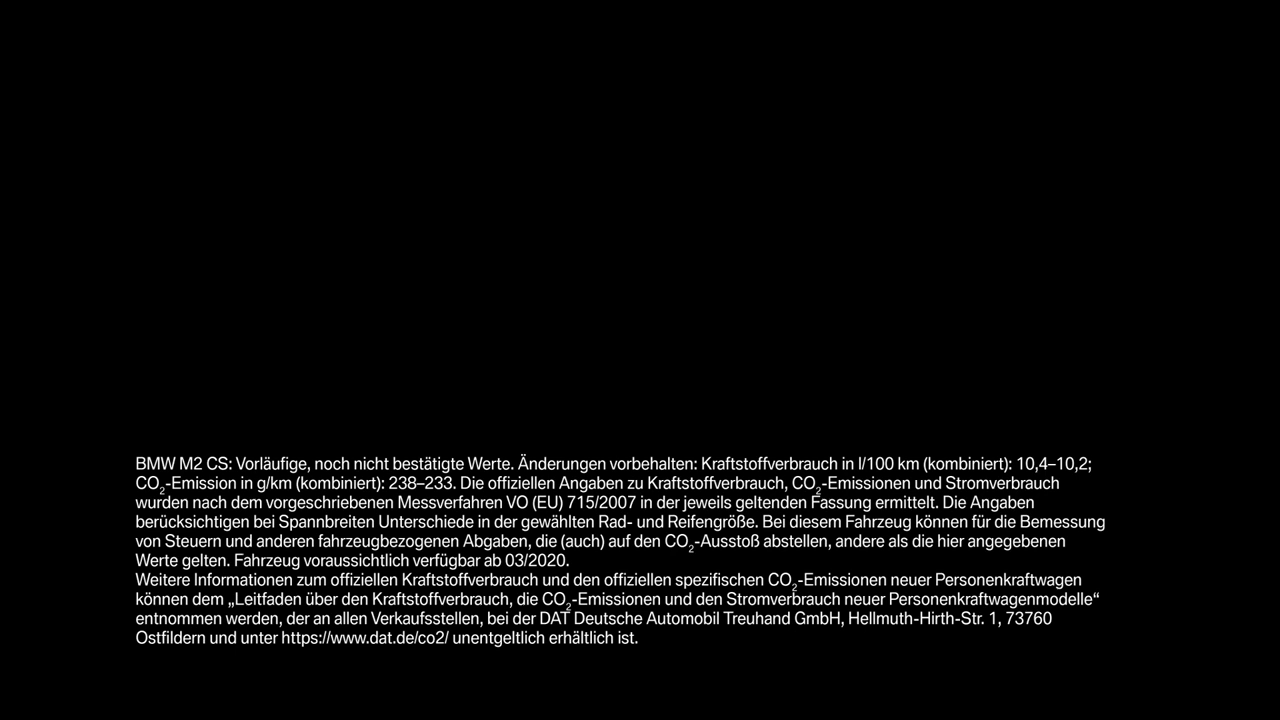 BMW M2 CS: Vorläufige, noch nicht bestätigte Werte. Änderungen vorbehalten: Kraftstoffverbrauch in l/100 km (kombiniert): 10,4–10,2;
CO₂-Emission in g/km (kombiniert): 238–233. Die offiziellen Angaben zu Kraftstoffverbrauch, CO₂-Emissionen und Stromverbrauch
wurden nach dem vorgeschriebenen Messverfahren VO (EU) 715/2007 in der jeweils geltenden Fassung ermittelt. Die Angaben
berücksichtigen bei Spannbreiten Unterschiede in der gewählten Rad- und Reifengröße. Bei diesem Fahrzeug können für die Bemessung
von Steuern und anderen fahrzeugbezogenen Abgaben, die (auch) auf den CO₂-Ausstoß abstellen, andere als die hier angegebenen
Werte gelten. Fahrzeug voraussichtlich verfügbar ab 03/2020.
Weitere Informationen zum offiziellen Kraftstoffverbrauch und den offiziellen spezifischen CO₂-Emissionen neuer Personenkraftwagen
können dem „Leitfaden über den Kraftstoffverbrauch, die CO₂-Emissionen und den Stromverbrauch neuer Personenkraftwagenmodelle“
entnommen werden, der an allen Verkaufsstellen, bei der DAT Deutsche Automobil Treuhand GmbH, Hellmuth-Hirth-Str. 1, 73760
Ostfildern und unter https://www.dat.de/co2/ unentgeltlich erhältlich ist.